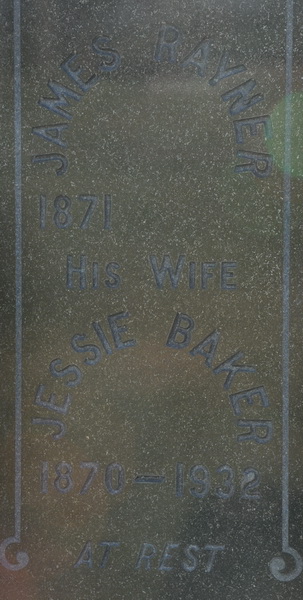 JAMES RAYNER
1871
HIS WIFE
JESSIE BAKER
1870 — 1932
AT REST